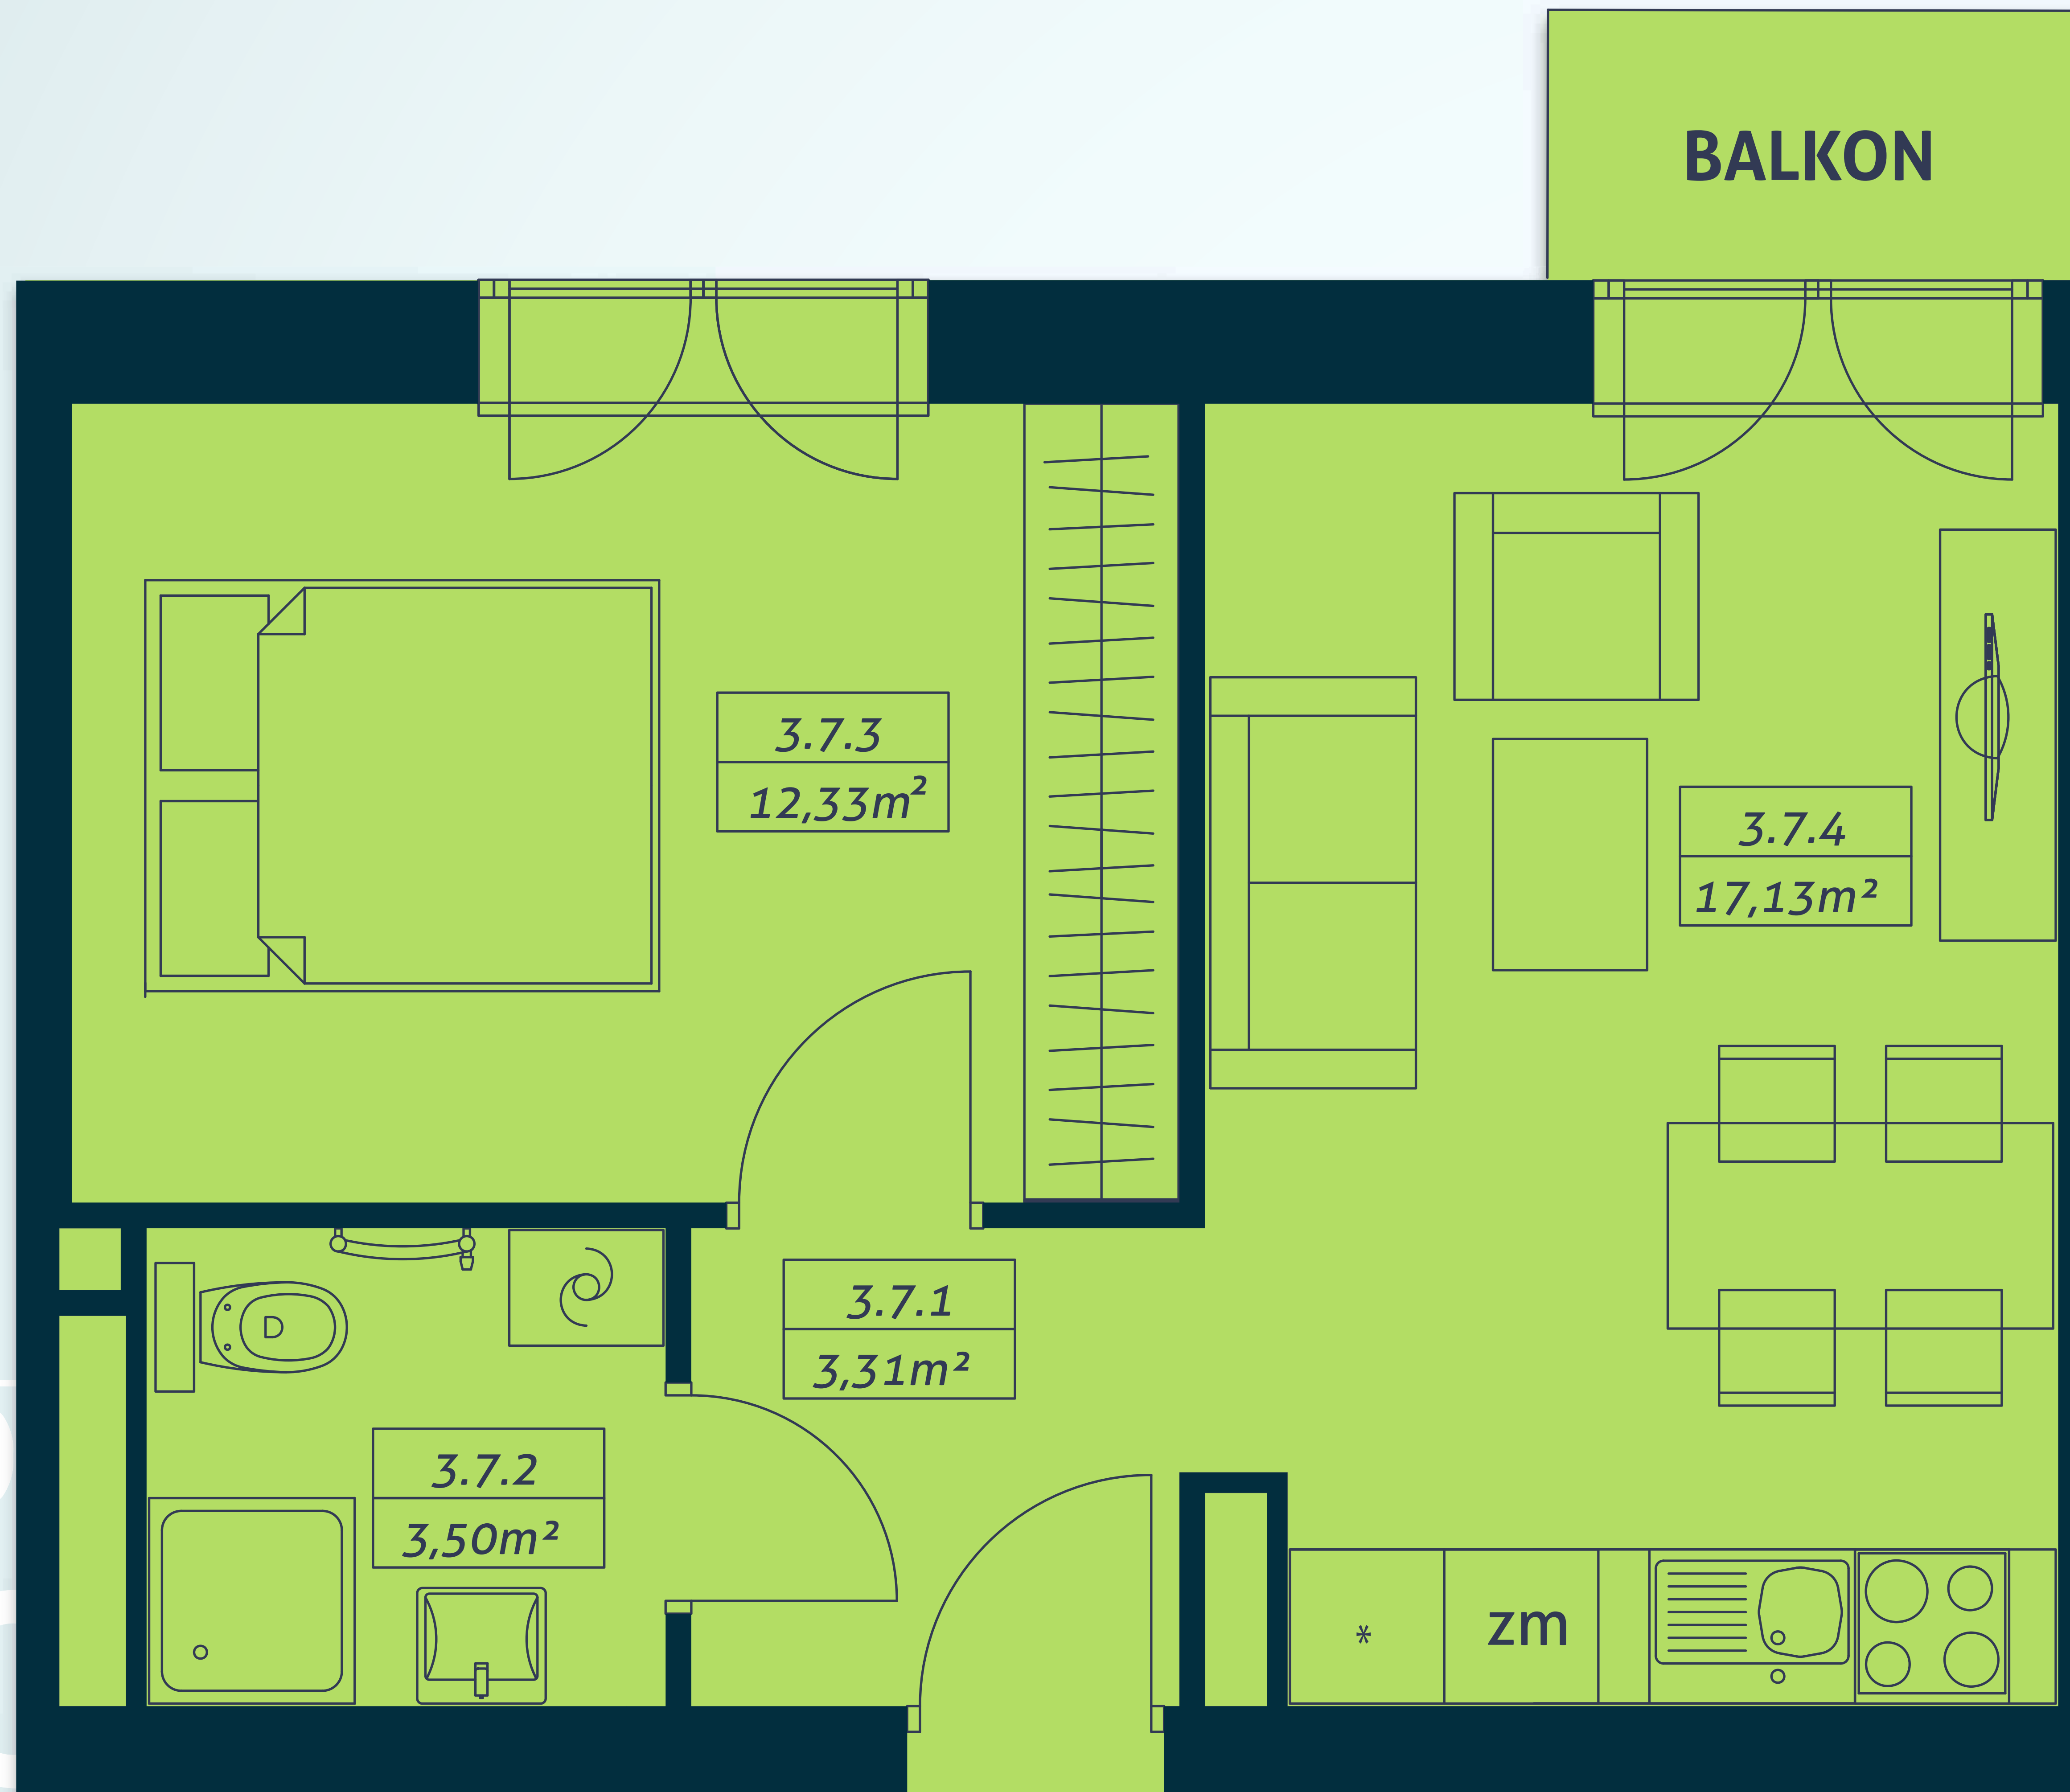 BALKON
3.7.3
12,33m²
3.7.4
17,13m²
3.7.1
3,31m²
3.7.2
3,50m²
*
zm